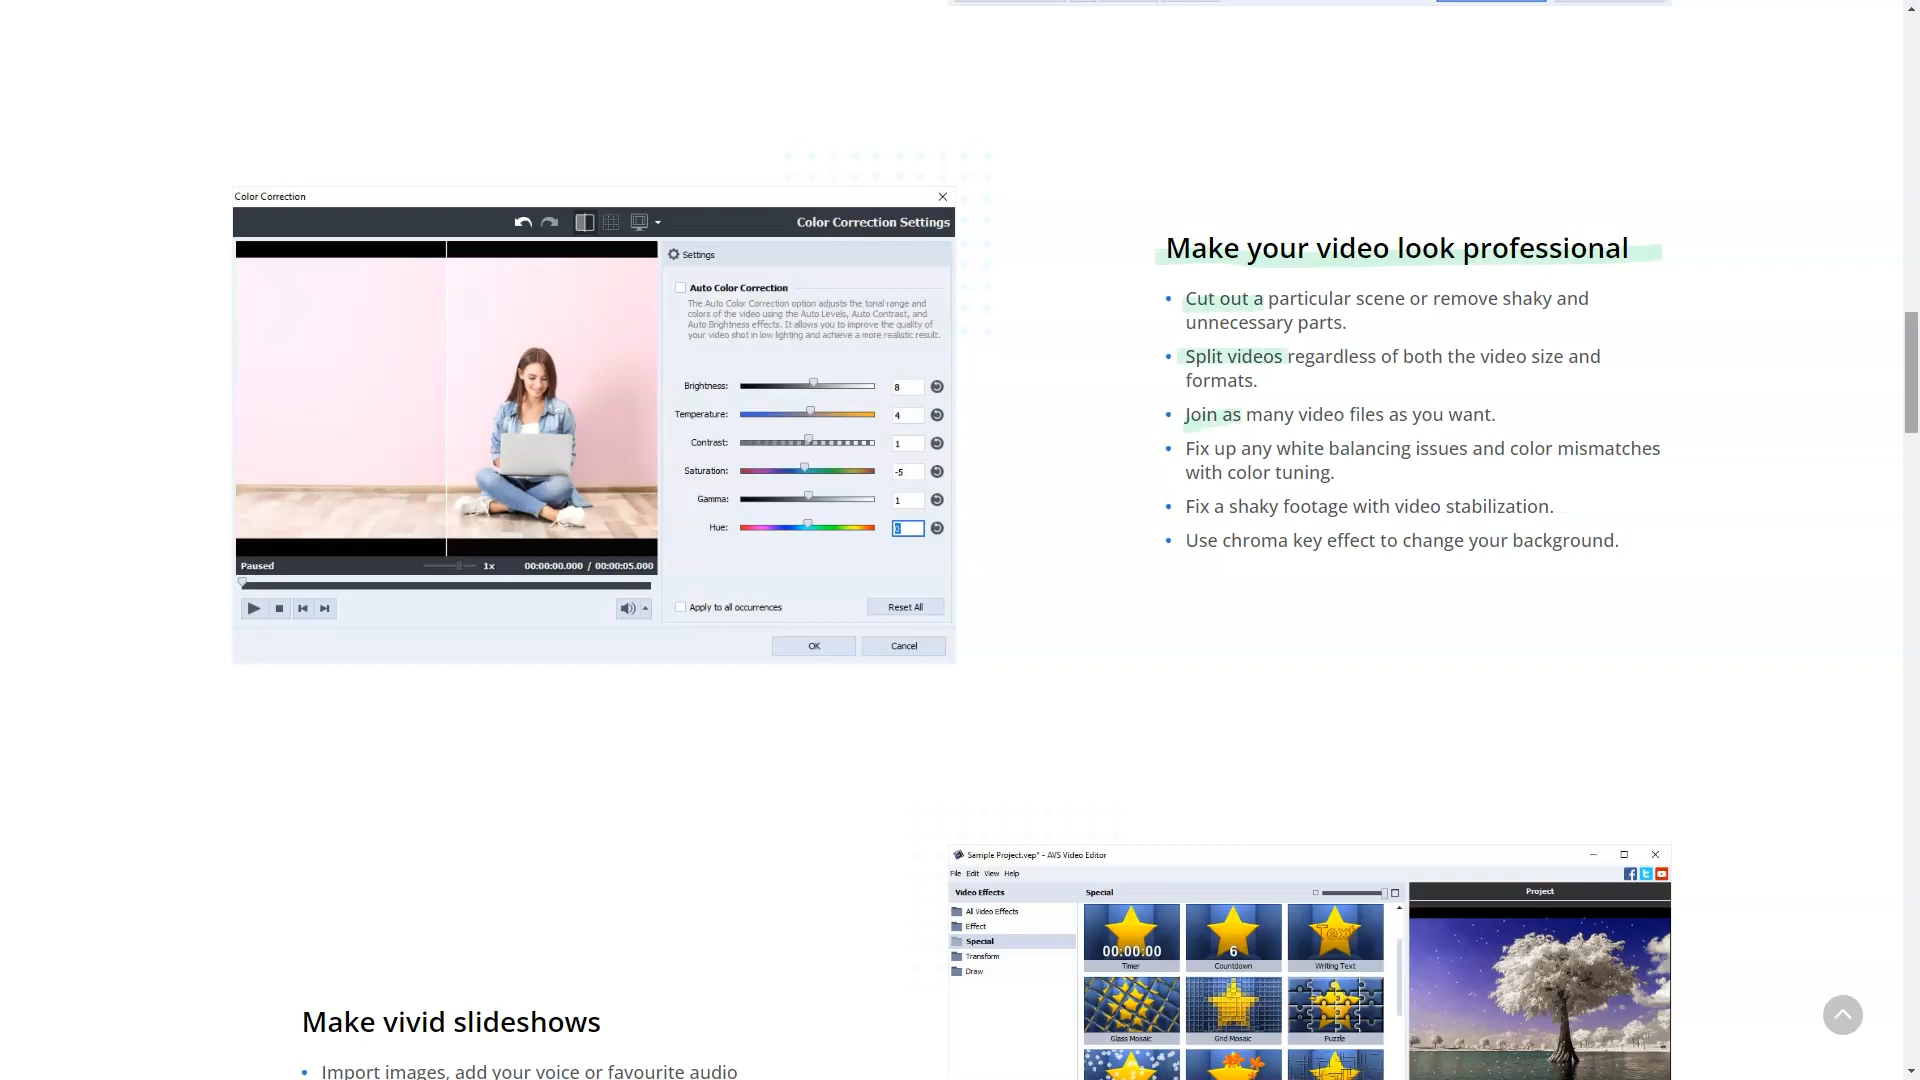 Color Correction
Color Correction Settings
Settings
Auto Color Correction
The Auto Color Correction option adjusts the tonal range and
colors of the video using the Auto Levels, Auto Contrast, and
Auto Brightness effects. It allows you to improve the quality of
your video shot in low lighting and achieve a more realistic result.
Brightness: 8
Temperature: 4
Contrast: 1
Saturation: -5
Gamma: 1
Hue: 0
Paused 1x 00:00:00.000 / 00:00:05.000
Apply to all occurrences Reset All
OK Cancel
Make your video look professional
Cut out a particular scene or remove shaky and
unnecessary parts.
Split videos regardless of both the video size and
formats.
Join as many video files as you want.
Fix up any white balancing issues and color mismatches
with color tuning.
Fix a shaky footage with video stabilization.
Use chroma key effect to change your background.
Sample Project.vep* - AVS Video Editor
File Edit View Help
Video Effects
All Video Effects
Effect
Special
Transform
Draw
Special
00:00:00 6 Text
Timer Countdown Writing Text
Glass Mosaic Grid Mosaic Puzzle
Project
Make vivid slideshows
Import images, add your voice or favourite audio